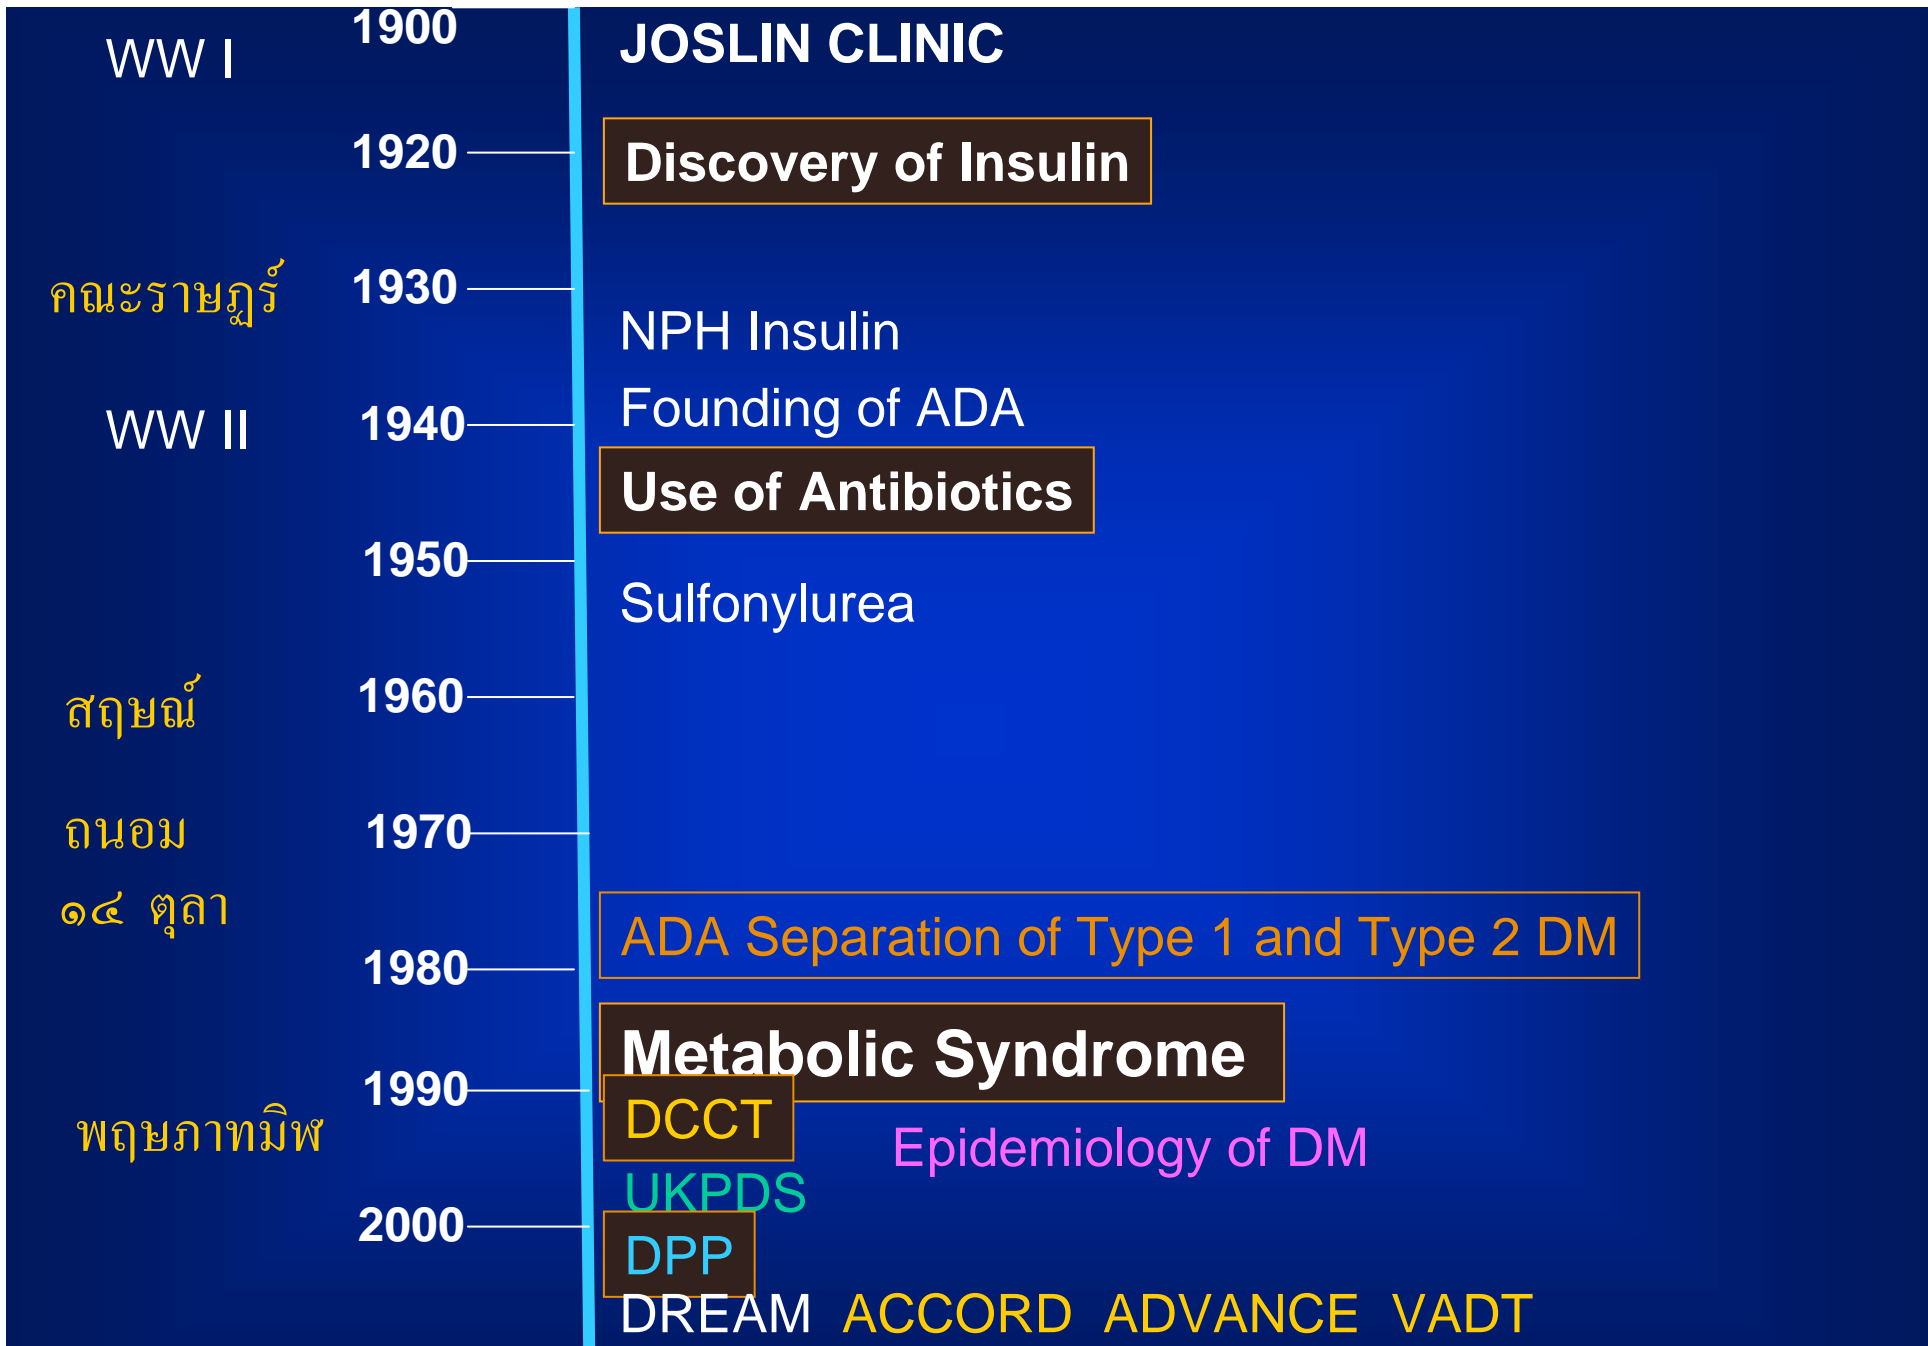 WW I 1900 JOSLIN CLINIC
1920 Discovery of Insulin
คณะราษฎร์ 1930
NPH Insulin
Founding of ADA
WW II 1940
Use of Antibiotics
1950
Sulfonylurea
สฤษณ์ 1960
ถนอม 1970
๑๔ ตุลา
ADA Separation of Type 1 and Type 2 DM
1980
Metabolic Syndrome
1990
DCCT
พฤษภาทมิฬ
Epidemiology of DM
UKPDS
2000
DPP
DREAM ACCORD ADVANCE VADT